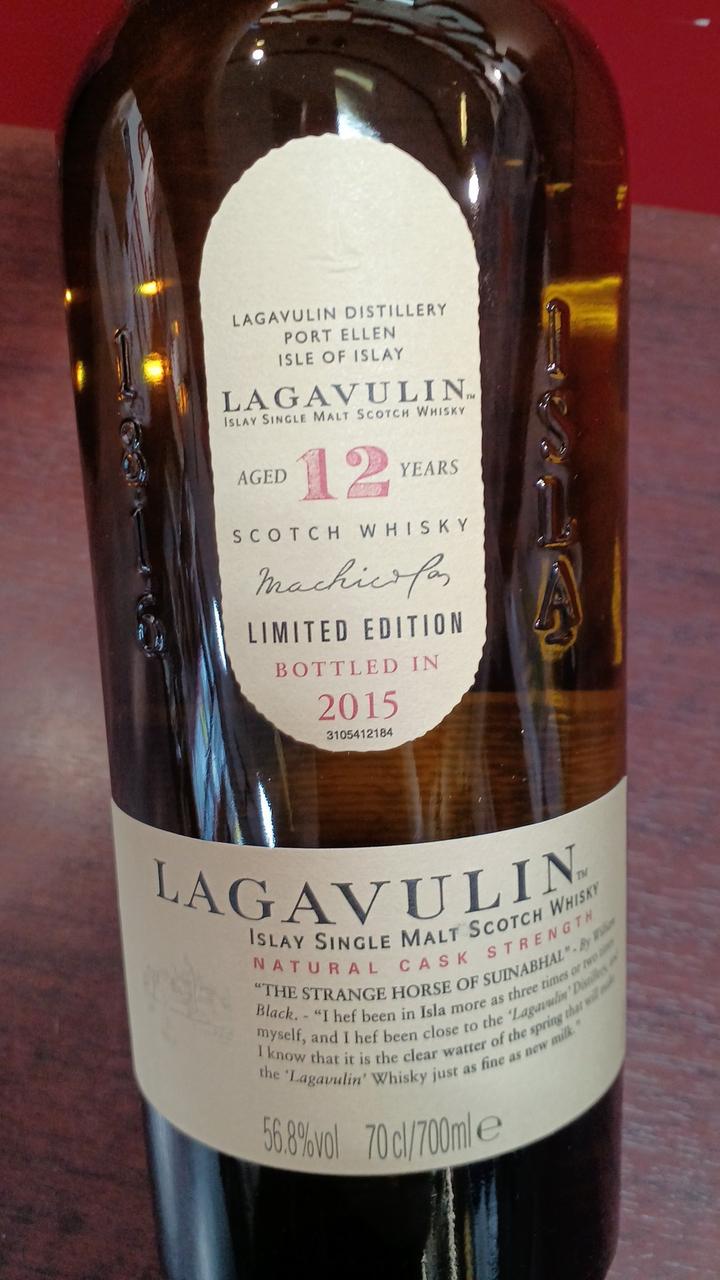 LAGAVULIN DISTILLERY
PORT ELLEN
ISLE OF ISLAY
LAGAVULIN™
ISLAY SINGLE MALT SCOTCH WHISKY
AGED 12 YEARS
SCOTCH WHISKY
LIMITED EDITION
BOTTLED IN
2015
3105412184
1816
ISLA
LAGAVULIN™
ISLAY SINGLE MALT SCOTCH WHISKY
NATURAL CASK STRENGTH
"THE STRANGE HORSE OF SUINABHAL" - By William
Black. - "I hef been in Isla more as three times or two times
myself, and I hef been close to the 'Lagavulin' Distillery, and
I know that it is the clear watter of the spring that will make
the 'Lagavulin' Whisky just as fine as new milk."
56.8%vol 70cl/700ml℮